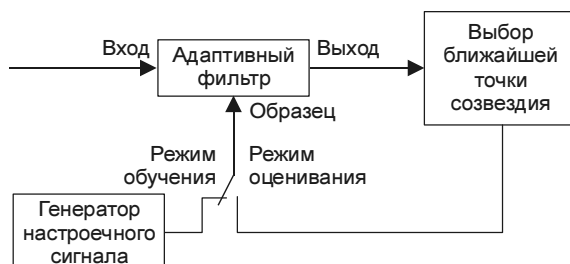 Вход
Адаптивный
фильтр
Выход
Выбор
ближайшей
точки
созвездия
Образец
Режим
обучения
Режим
оценивания
Генератор
настроечного
сигнала